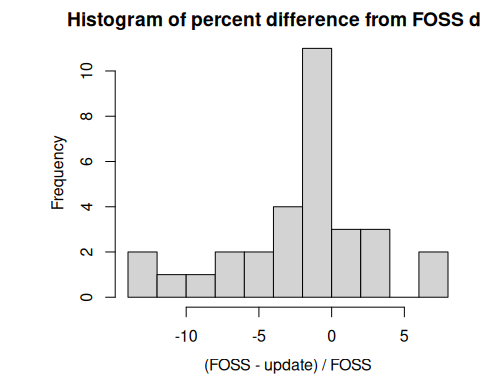 Histogram of percent difference from FOSS d
Frequency
10
8
6
4
2
0
-10 -5 0 5
(FOSS - update) / FOSS